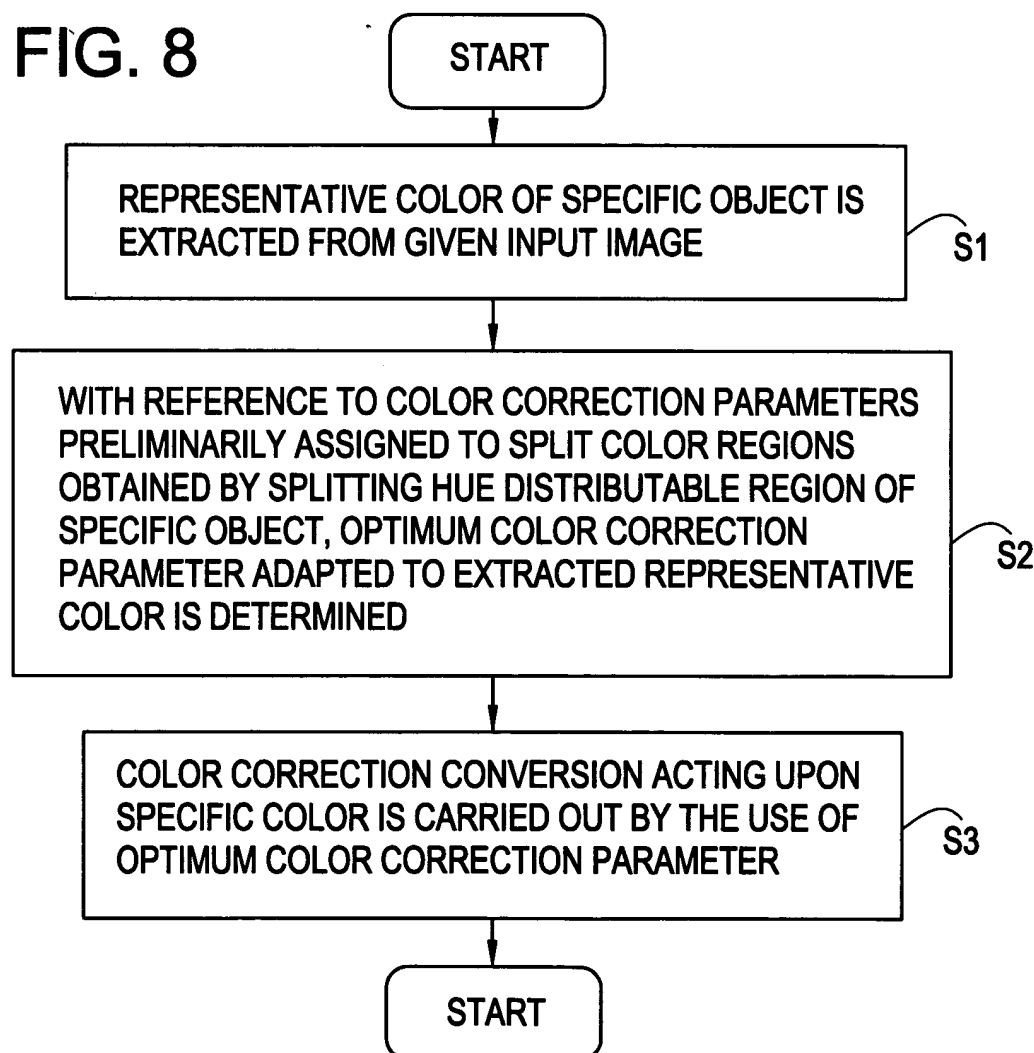 FIG. 8
START
REPRESENTATIVE COLOR OF SPECIFIC OBJECT IS
EXTRACTED FROM GIVEN INPUT IMAGE
S1
WITH REFERENCE TO COLOR CORRECTION PARAMETERS
PRELIMINARILY ASSIGNED TO SPLIT COLOR REGIONS
OBTAINED BY SPLITTING HUE DISTRIBUTABLE REGION OF
SPECIFIC OBJECT, OPTIMUM COLOR CORRECTION
PARAMETER ADAPTED TO EXTRACTED REPRESENTATIVE
COLOR IS DETERMINED
S2
COLOR CORRECTION CONVERSION ACTING UPON
SPECIFIC COLOR IS CARRIED OUT BY THE USE OF
OPTIMUM COLOR CORRECTION PARAMETER
S3
START